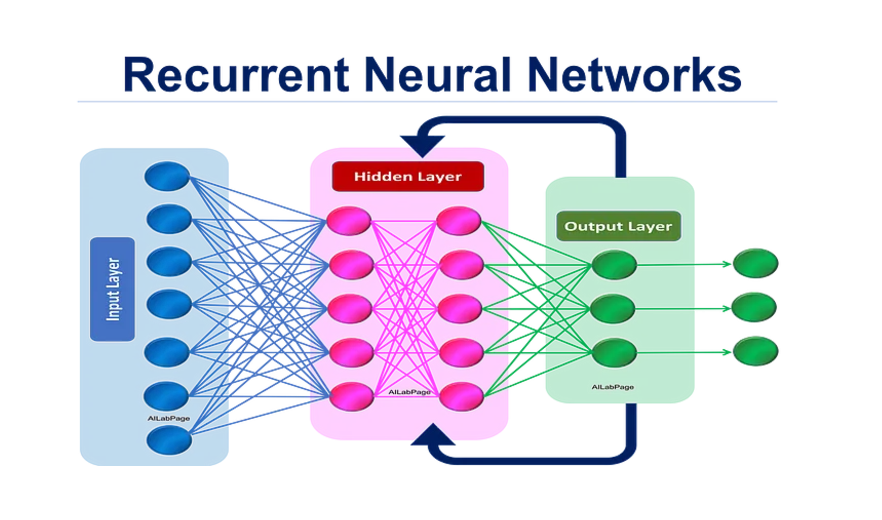 Recurrent Neural Networks
Hidden Layer
Output Layer
Input Layer
AILabPage
AILabPage
AILabPage